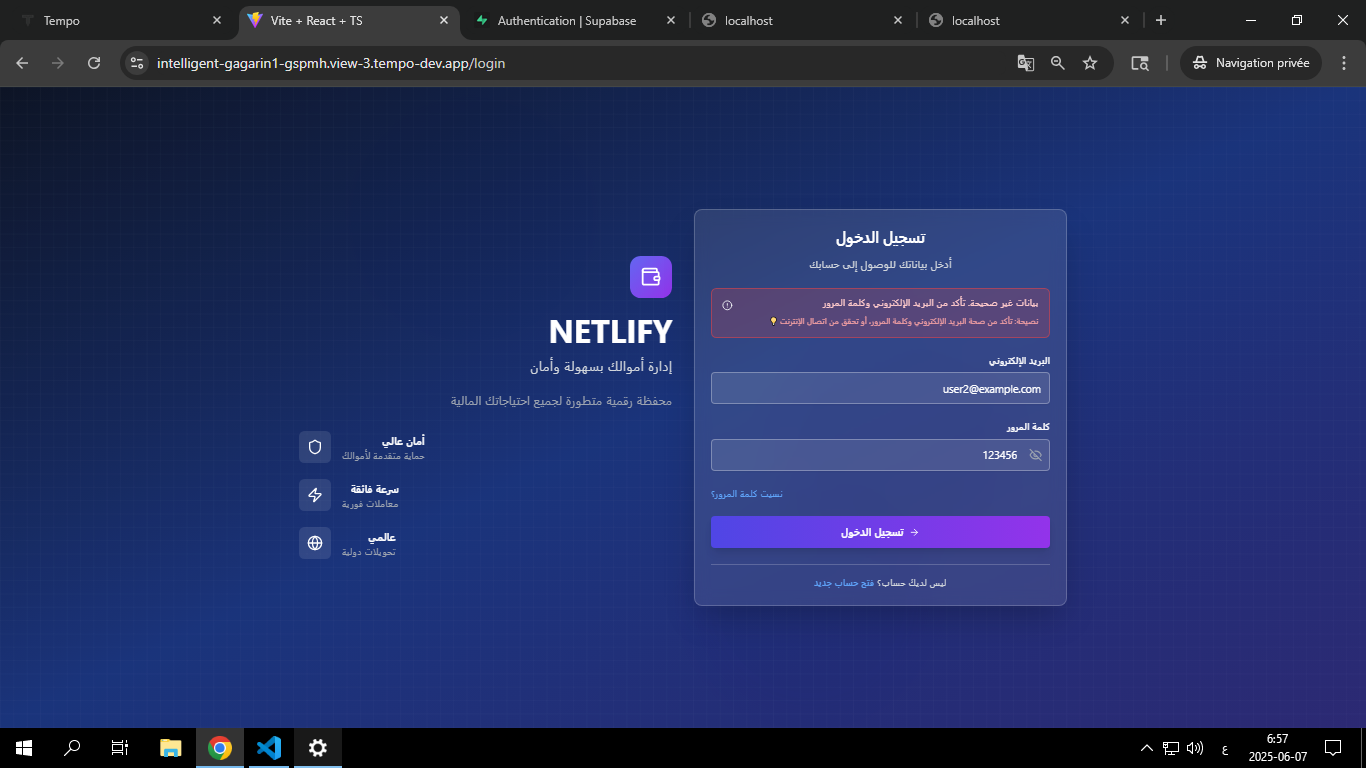 Tempo
Vite + React + TS
Authentication | Supabase
localhost
localhost
intelligent-gagarin1-gspmh.view-3.tempo-dev.app/login
Navigation privée
تسجيل الدخول
أدخل بياناتك للوصول إلى حسابك
بيانات غير صحيحة. تأكد من البريد الإلكتروني وكلمة المرور
💡 نصيحة: تأكد من صحة البريد الإلكتروني وكلمة المرور، أو تحقق من اتصال الإنترنت
البريد الإلكتروني
user2@example.com
كلمة المرور
123456
نسيت كلمة المرور؟
تسجيل الدخول
ليس لديك حساب؟ فتح حساب جديد
NETLIFY
إدارة أموالك بسهولة وأمان
محفظة رقمية متطورة لجميع احتياجاتك المالية
أمان عالي
حماية متقدمة لأموالك
سرعة فائقة
معاملات فورية
عالمي
تحويلات دولية
ع
6:57
2025-06-07